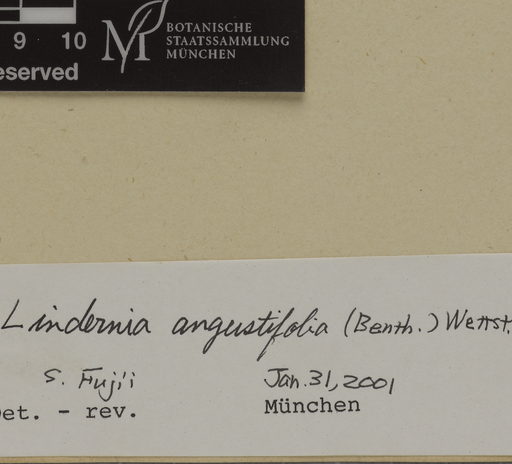 9 10
BOTANISCHE
STAATSSAMMLUNG
MÜNCHEN
eserved
Lindernia angustifolia (Benth.) Wettst.
S. Fujii
Jan. 31, 2001
et. - rev.
München